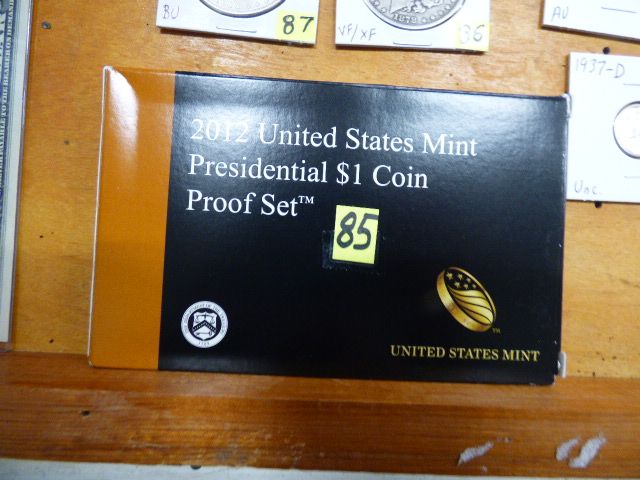 BU
87
VF/XF
1878
36
AU
1937-D
Unc.
2012 United States Mint
Presidential $1 Coin
Proof Set™
85
UNITED STATES MINT